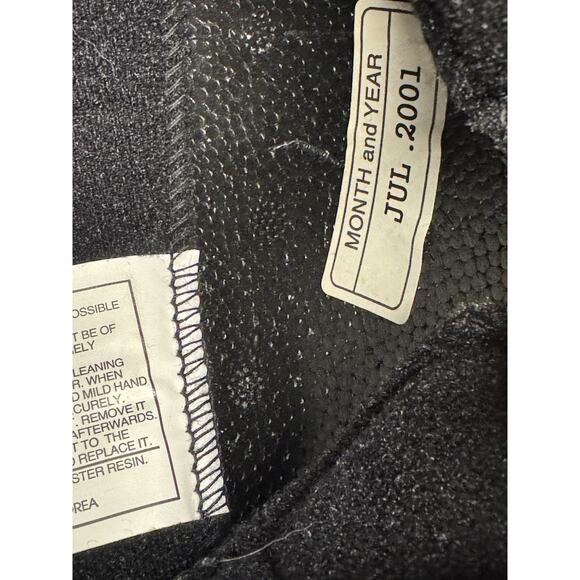 MONTH and YEAR
JUL .2001
OSSIBLE
T BE OF
ELY
LEANING
R. WHEN
D MILD HAND
CURELY.
. REMOVE IT
AFTERWARDS.
T TO THE
D REPLACE IT.
STER RESIN.
OREA